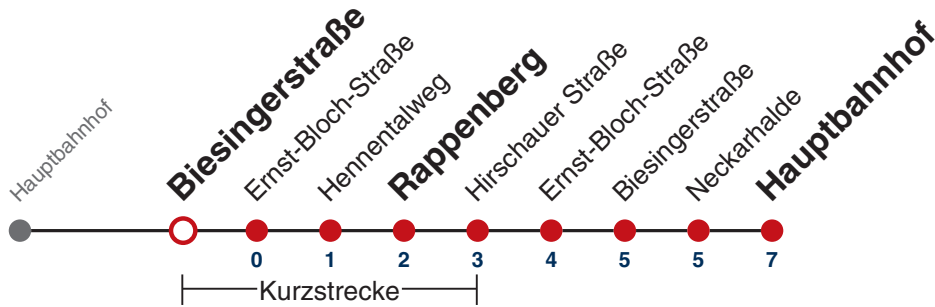 Hauptbahnhof
Biesingerstraße
Ernst-Bloch-Straße
Hennentalweg
Rappenberg
Hirschauer Straße
Ernst-Bloch-Straße
Biesingerstraße
Neckarhalde
Hauptbahnhof
0 1 2 3 4 5 5 7
Kurzstrecke